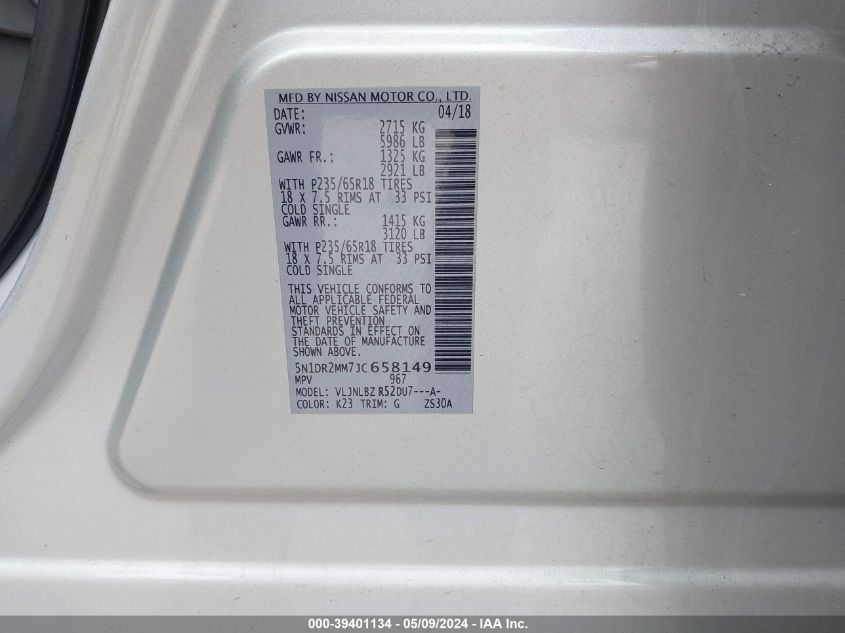 MFD BY NISSAN MOTOR CO., LTD.
DATE: 04/18
GVWR: 2715 KG
5986 LB
GAWR FR.: 1325 KG
2921 LB
WITH P235/65R18 TIRES
18 X 7.5 RIMS AT 33 PSI
COLD SINGLE
GAWR RR.: 1415 KG
3120 LB
WITH P235/65R18 TIRES
18 X 7.5 RIMS AT 33 PSI
COLD SINGLE
THIS VEHICLE CONFORMS TO
ALL APPLICABLE FEDERAL
MOTOR VEHICLE SAFETY AND
THEFT PREVENTION
STANDARDS IN EFFECT ON
THE DATE OF MANUFACTURE
SHOWN ABOVE.
5N1DR2MM7JC658149
MPV 967
MODEL: VLJNLBZ R52DU7---A-
COLOR: K23 TRIM: G ZS30A
000-39401134 - 05/09/2024 - IAA Inc.